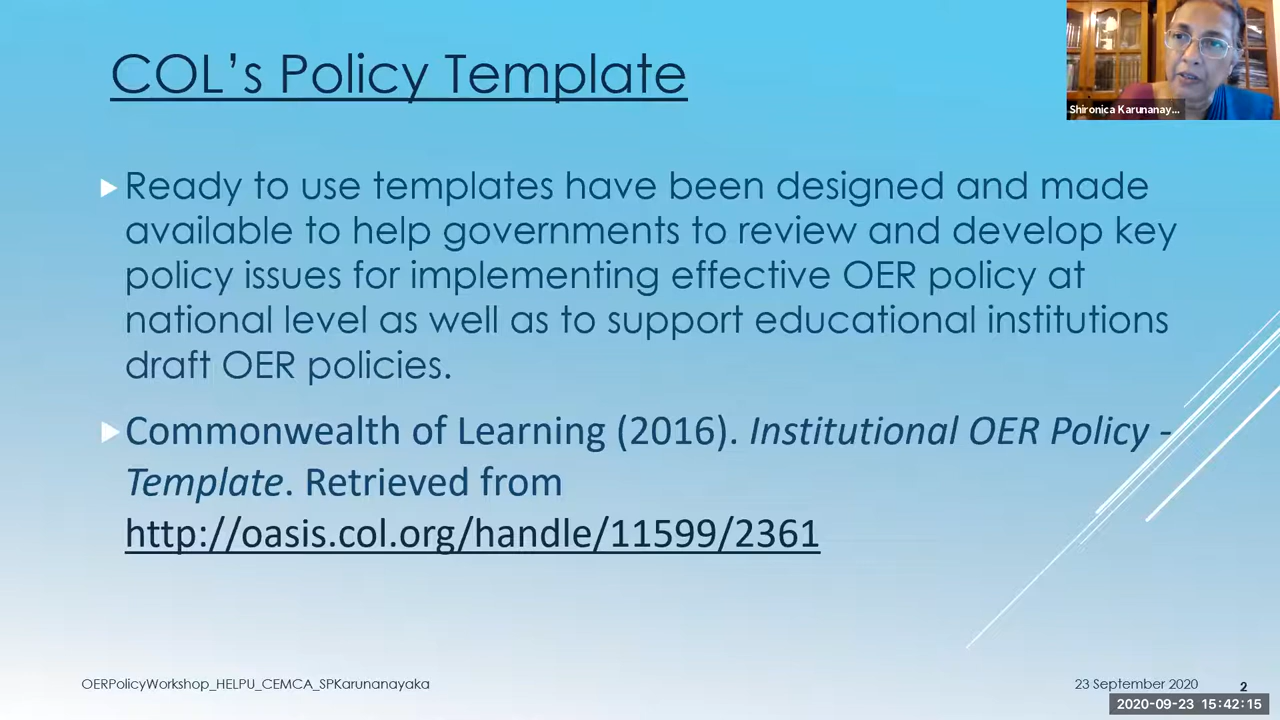 COL’s Policy Template
Shironica Karunanay...
Ready to use templates have been designed and made
available to help governments to review and develop key
policy issues for implementing effective OER policy at
national level as well as to support educational institutions
draft OER policies.
Commonwealth of Learning (2016). Institutional OER Policy -
Template. Retrieved from
http://oasis.col.org/handle/11599/2361
OERPolicyWorkshop_HELPU_CEMCA_SPKarunanayaka
23 September 2020
2
2020-09-23 15:42:15